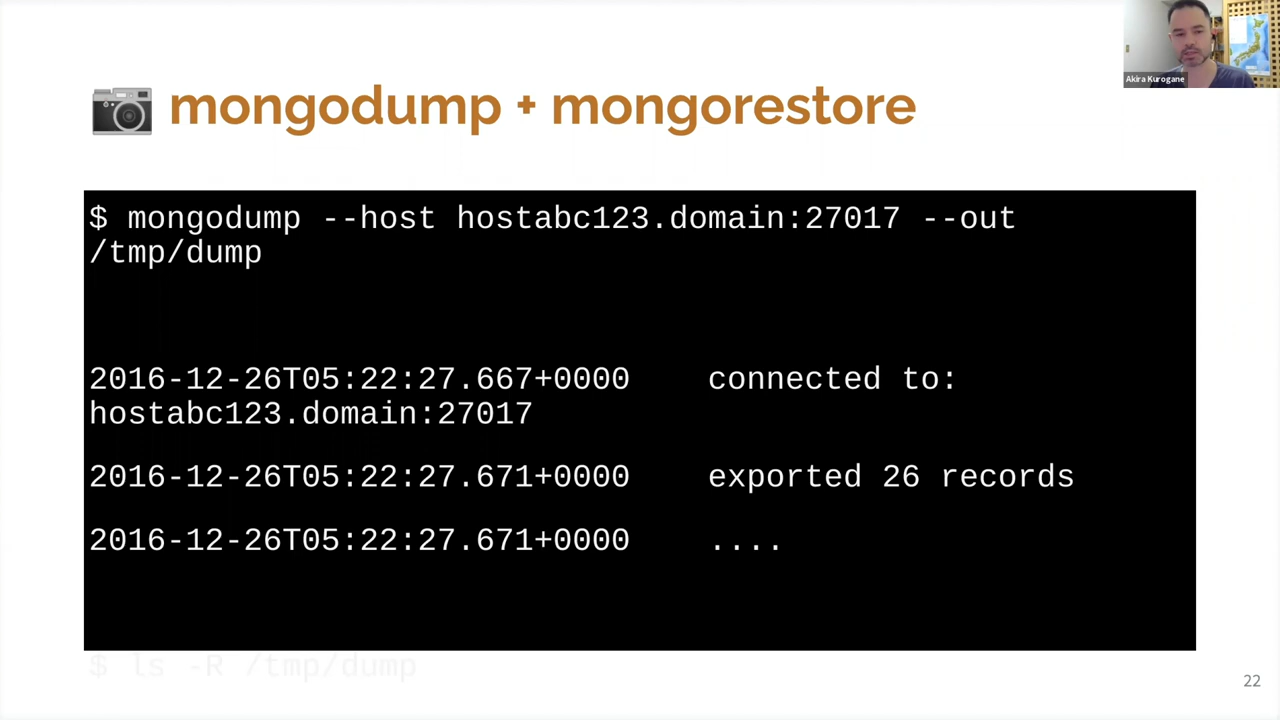 Akira Kurogane
mongodump + mongorestore
$ mongodump --host hostabc123.domain:27017 --out
/tmp/dump
2016-12-26T05:22:27.667+0000    connected to:
hostabc123.domain:27017
2016-12-26T05:22:27.671+0000    exported 26 records
2016-12-26T05:22:27.671+0000    ....
$ ls -R /tmp/dump
22